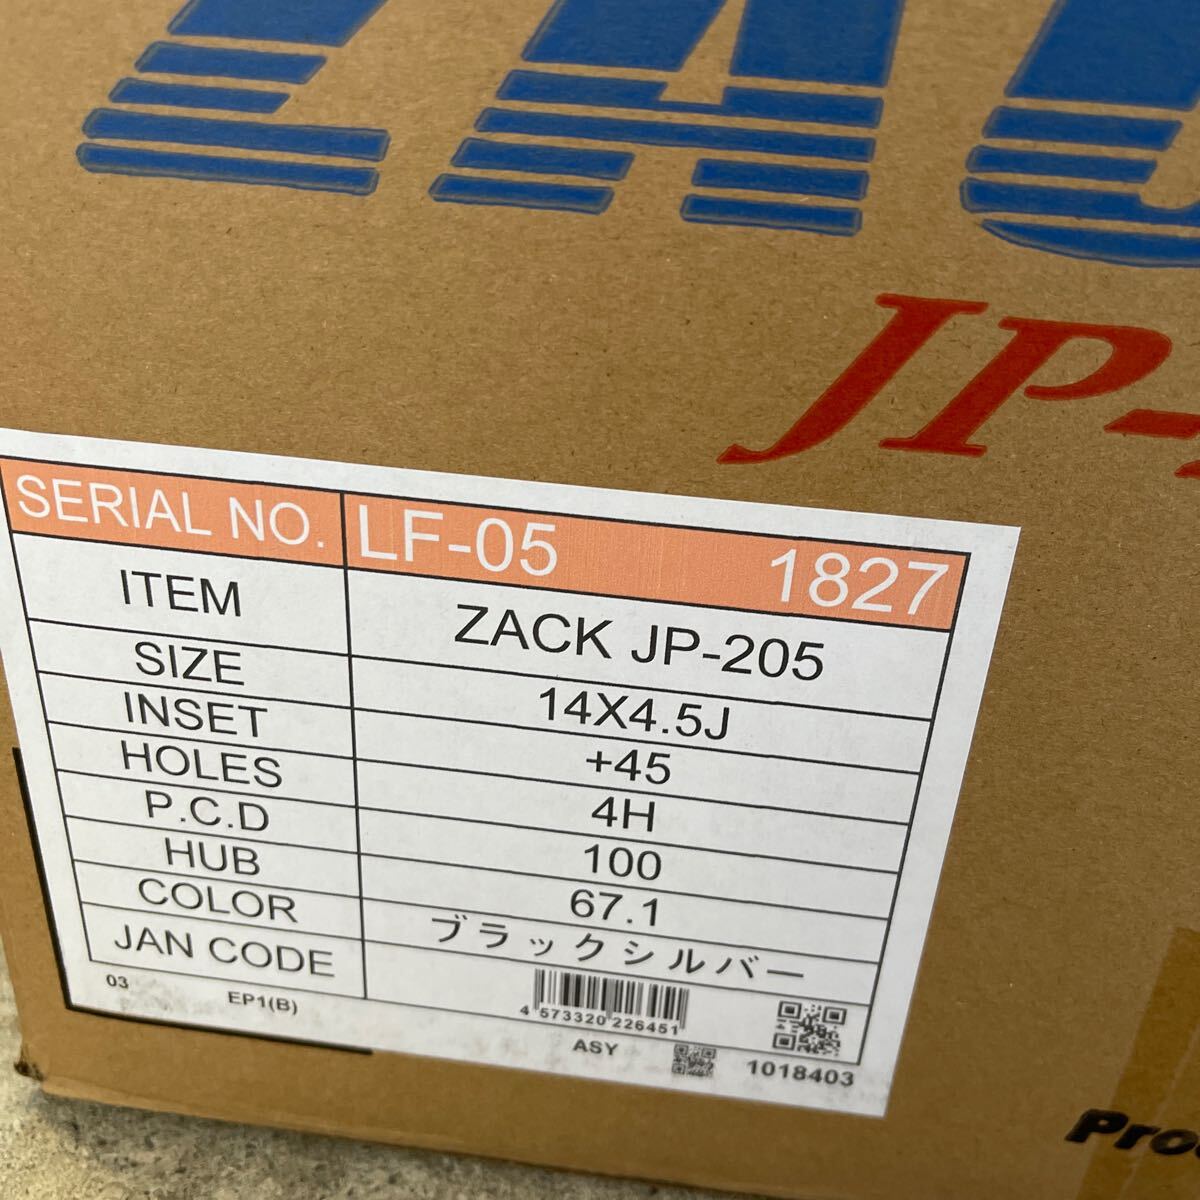 ZAC
JP-
SERIAL NO. LF-05 1827
ITEM ZACK JP-205
SIZE 14X4.5J
INSET +45
HOLES 4H
P.C.D 100
HUB 67.1
COLOR ブラックシルバー
JAN CODE 4 573320 226451
03 EP1(B) ASY 1018403